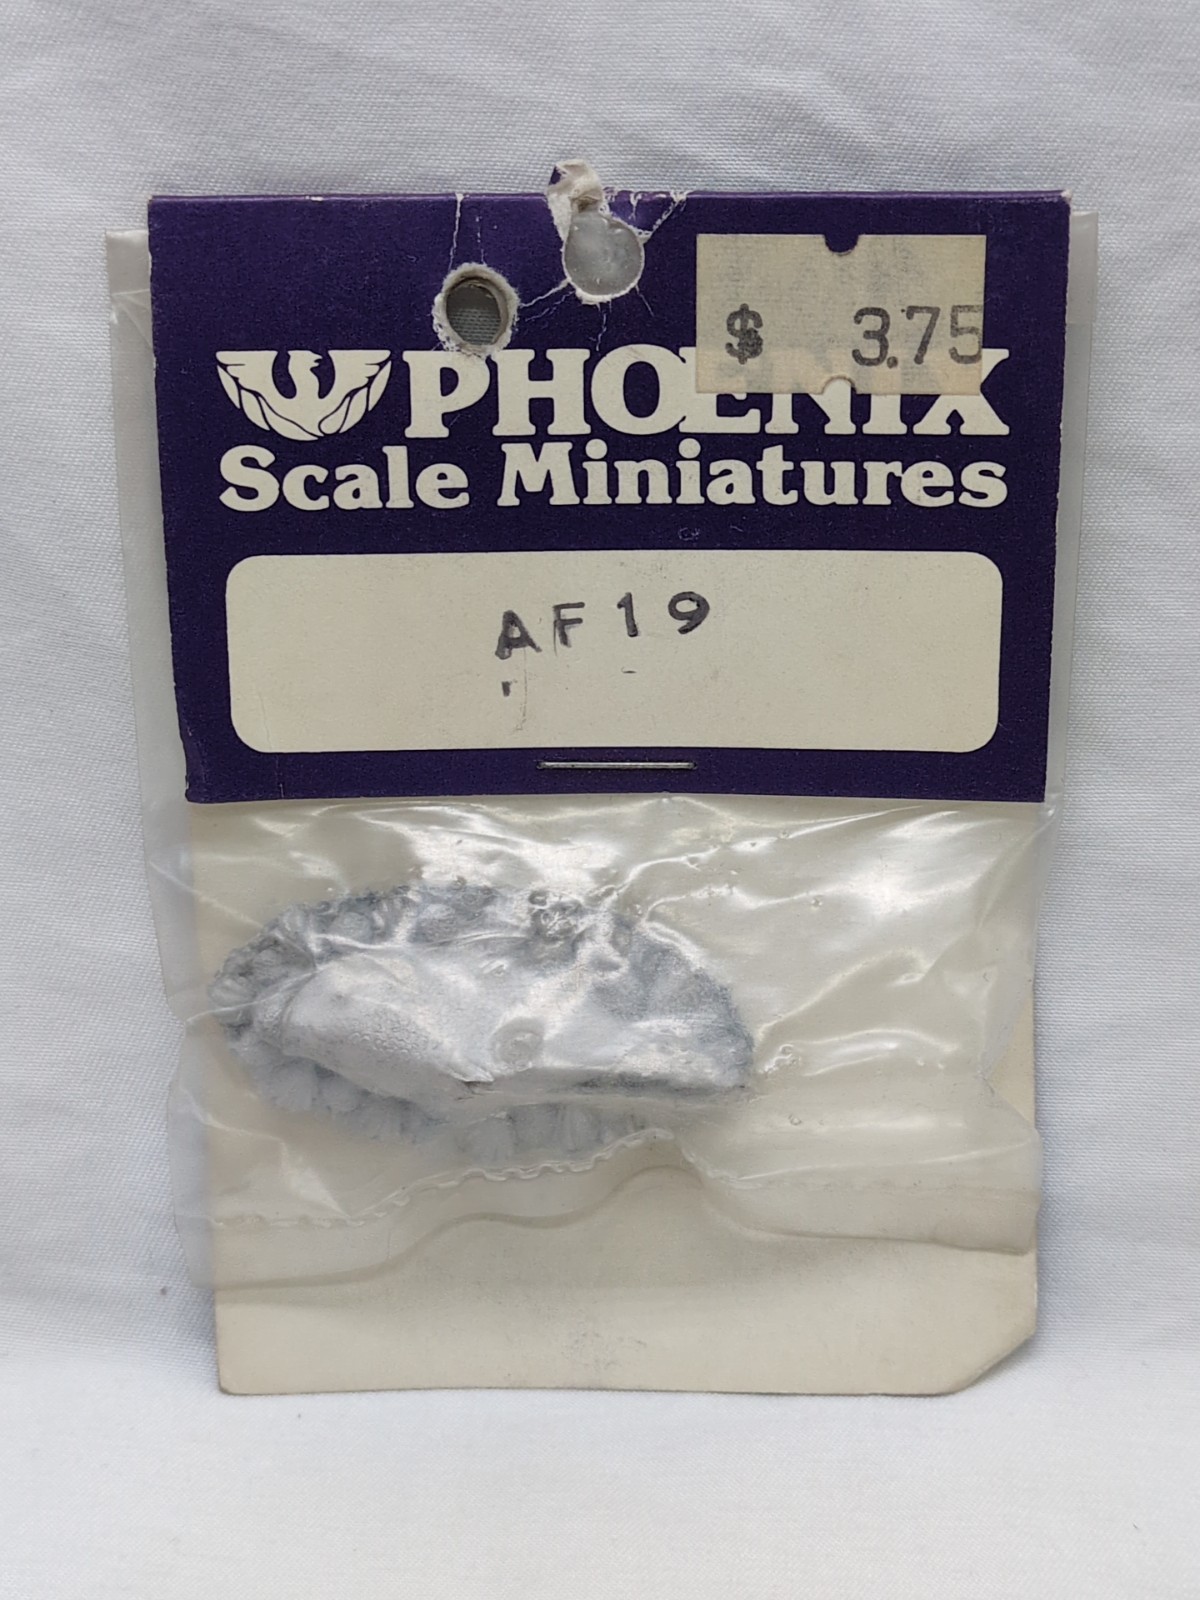 $ 3.75
PHOENIX
Scale Miniatures
AF19